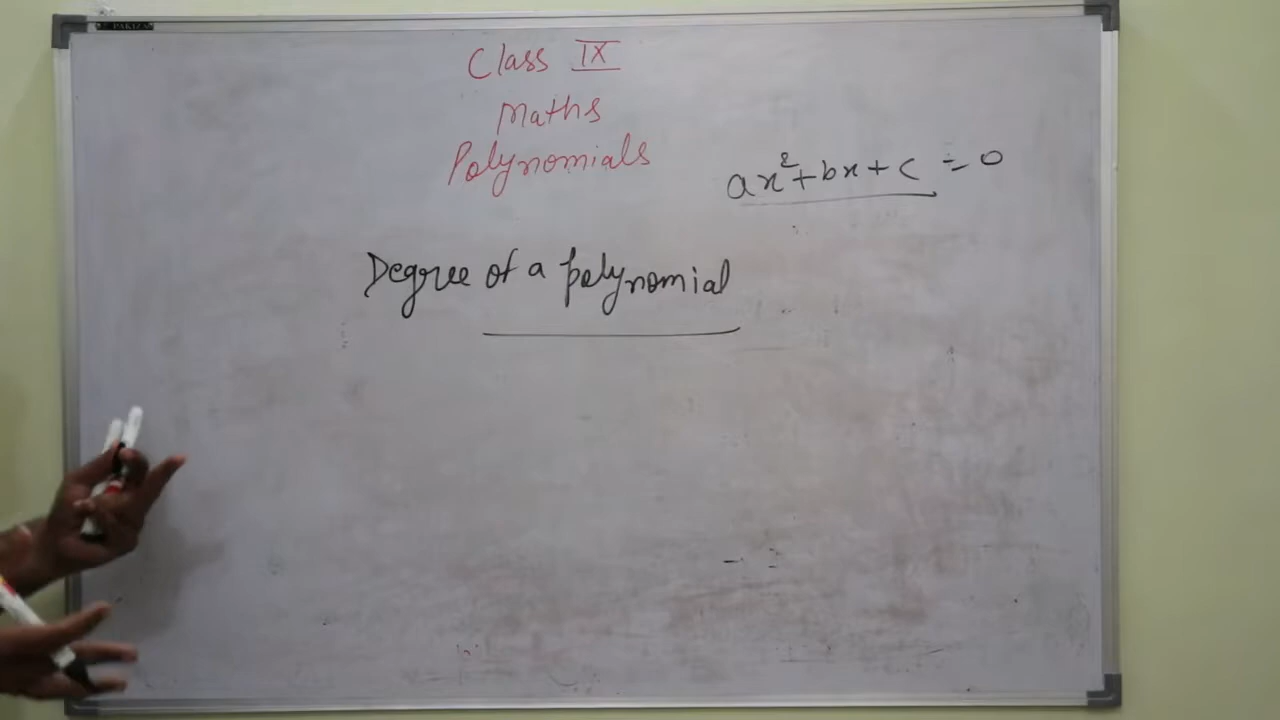 Class IX
Maths
Polynomials
ax²+bx+c = 0
Degree of a polynomial